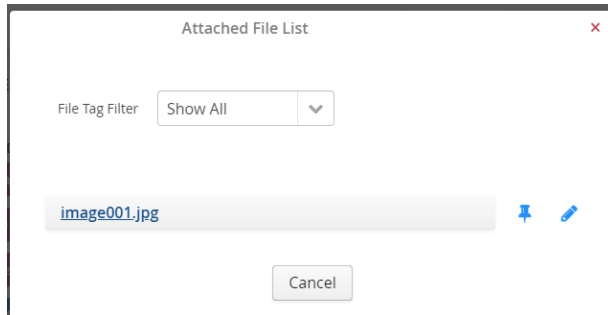 Attached File List
×
File Tag Filter Show All
image001.jpg
Cancel